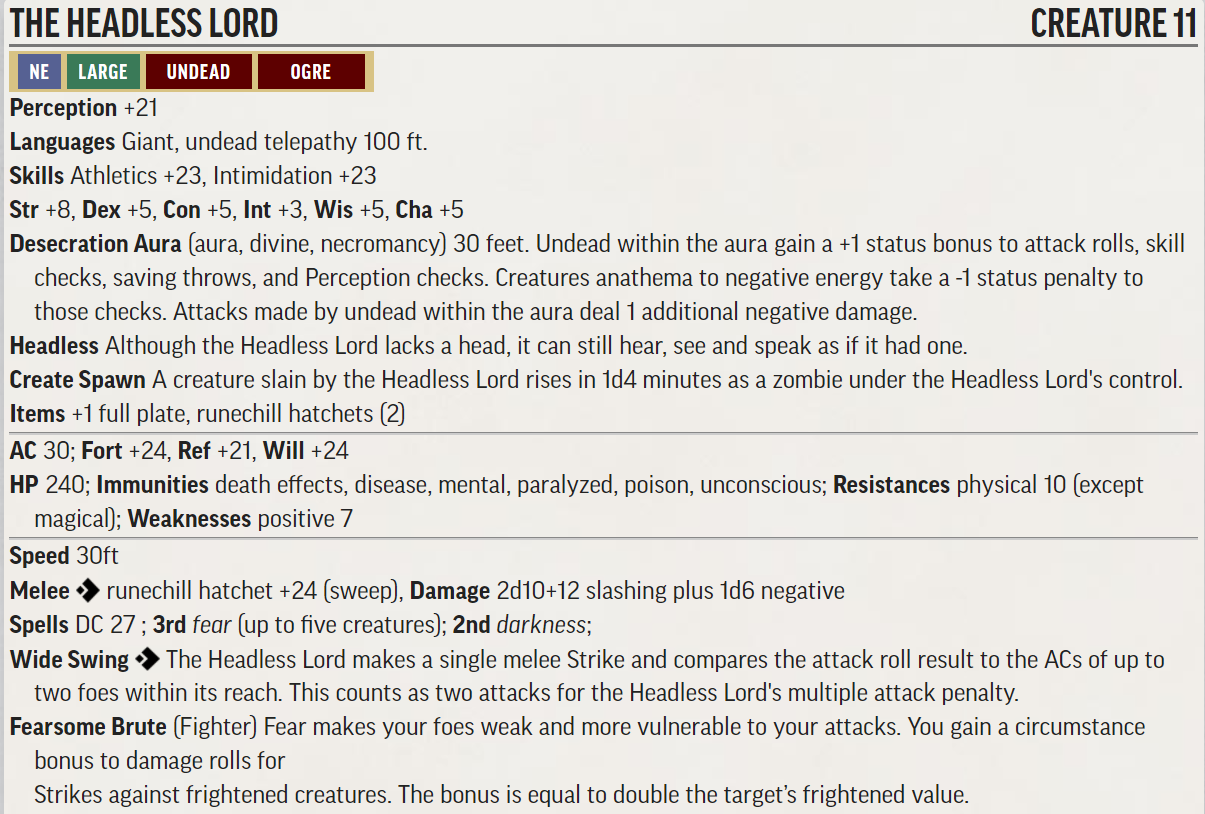 THE HEADLESS LORD CREATURE 11
NE LARGE UNDEAD OGRE
Perception +21
Languages Giant, undead telepathy 100 ft.
Skills Athletics +23, Intimidation +23
Str +8, Dex +5, Con +5, Int +3, Wis +5, Cha +5
Desecration Aura (aura, divine, necromancy) 30 feet. Undead within the aura gain a +1 status bonus to attack rolls, skill
checks, saving throws, and Perception checks. Creatures anathema to negative energy take a -1 status penalty to
those checks. Attacks made by undead within the aura deal 1 additional negative damage.
Headless Although the Headless Lord lacks a head, it can still hear, see and speak as if it had one.
Create Spawn A creature slain by the Headless Lord rises in 1d4 minutes as a zombie under the Headless Lord's control.
Items +1 full plate, runechill hatchets (2)
AC 30; Fort +24, Ref +21, Will +24
HP 240; Immunities death effects, disease, mental, paralyzed, poison, unconscious; Resistances physical 10 (except
magical); Weaknesses positive 7
Speed 30ft
Melee runechill hatchet +24 (sweep), Damage 2d10+12 slashing plus 1d6 negative
Spells DC 27 ; 3rd fear (up to five creatures); 2nd darkness;
Wide Swing The Headless Lord makes a single melee Strike and compares the attack roll result to the ACs of up to
two foes within its reach. This counts as two attacks for the Headless Lord's multiple attack penalty.
Fearsome Brute (Fighter) Fear makes your foes weak and more vulnerable to your attacks. You gain a circumstance
bonus to damage rolls for
Strikes against frightened creatures. The bonus is equal to double the target’s frightened value.